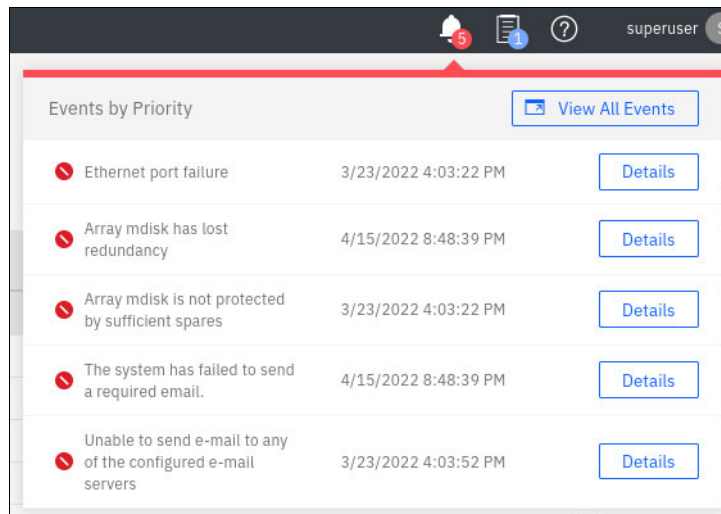 5
1
superuser
S
Events by Priority
View All Events
Ethernet port failure
3/23/2022 4:03:22 PM
Details
Array mdisk has lost
redundancy
4/15/2022 8:48:39 PM
Details
Array mdisk is not protected
by sufficient spares
3/23/2022 4:03:22 PM
Details
The system has failed to send
a required email.
4/15/2022 8:48:39 PM
Details
Unable to send e-mail to any
of the configured e-mail
servers
3/23/2022 4:03:52 PM
Details